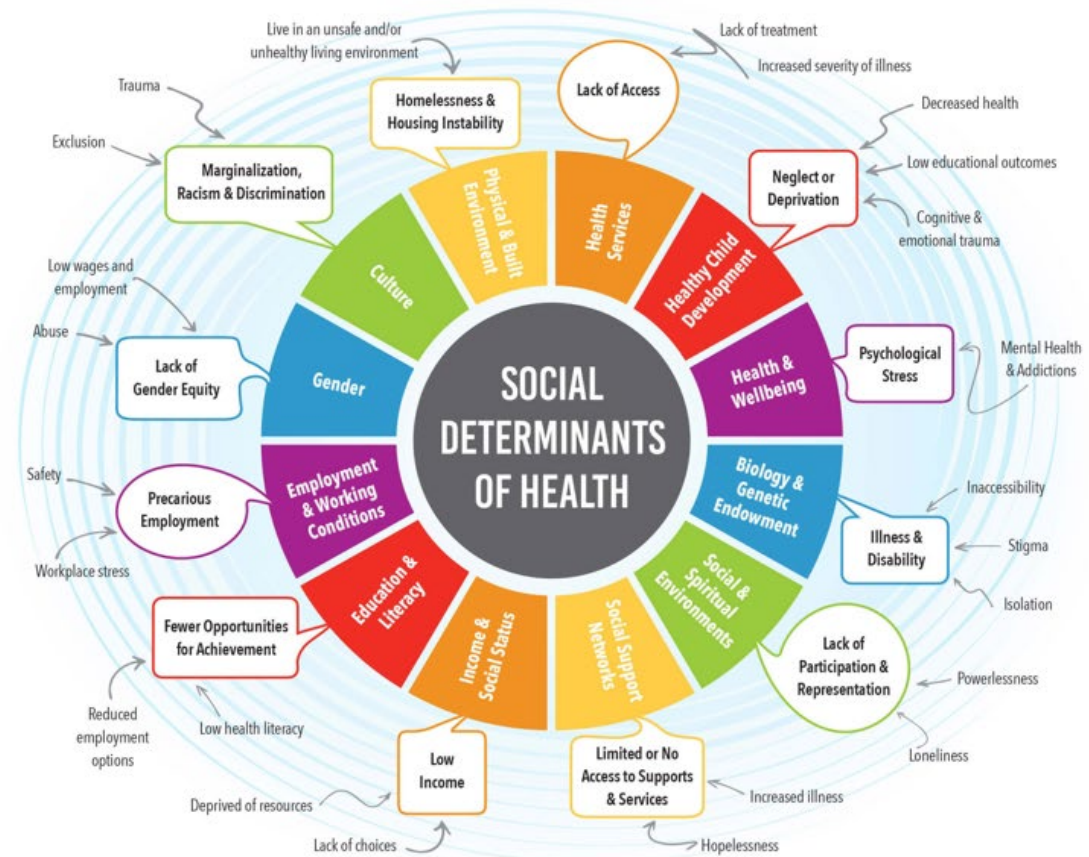 SOCIAL
DETERMINANTS
OF HEALTH
Health
Services
Lack of Access
Lack of treatment
Increased severity of illness
Healthy Child
Development
Neglect or
Deprivation
Decreased health
Low educational outcomes
Cognitive &
emotional trauma
Health &
Wellbeing
Psychological
Stress
Mental Health
& Addictions
Biology &
Genetic
Endowment
Illness &
Disability
Inaccessibility
Stigma
Isolation
Social &
Spiritual
Environments
Lack of
Participation &
Representation
Powerlessness
Loneliness
Social Support
Networks
Limited or No
Access to Supports
& Services
Increased illness
Hopelessness
Income &
Social Status
Low
Income
Deprived of resources
Lack of choices
Education &
Literacy
Fewer Opportunities
for Achievement
Reduced
employment
options
Low health literacy
Employment
& Working
Conditions
Precarious
Employment
Safety
Workplace stress
Gender
Lack of
Gender Equity
Low wages and
employment
Abuse
Culture
Marginalization,
Racism & Discrimination
Trauma
Exclusion
Physical & Built
Environment
Homelessness &
Housing Instability
Live in an unsafe and/or
unhealthy living environment